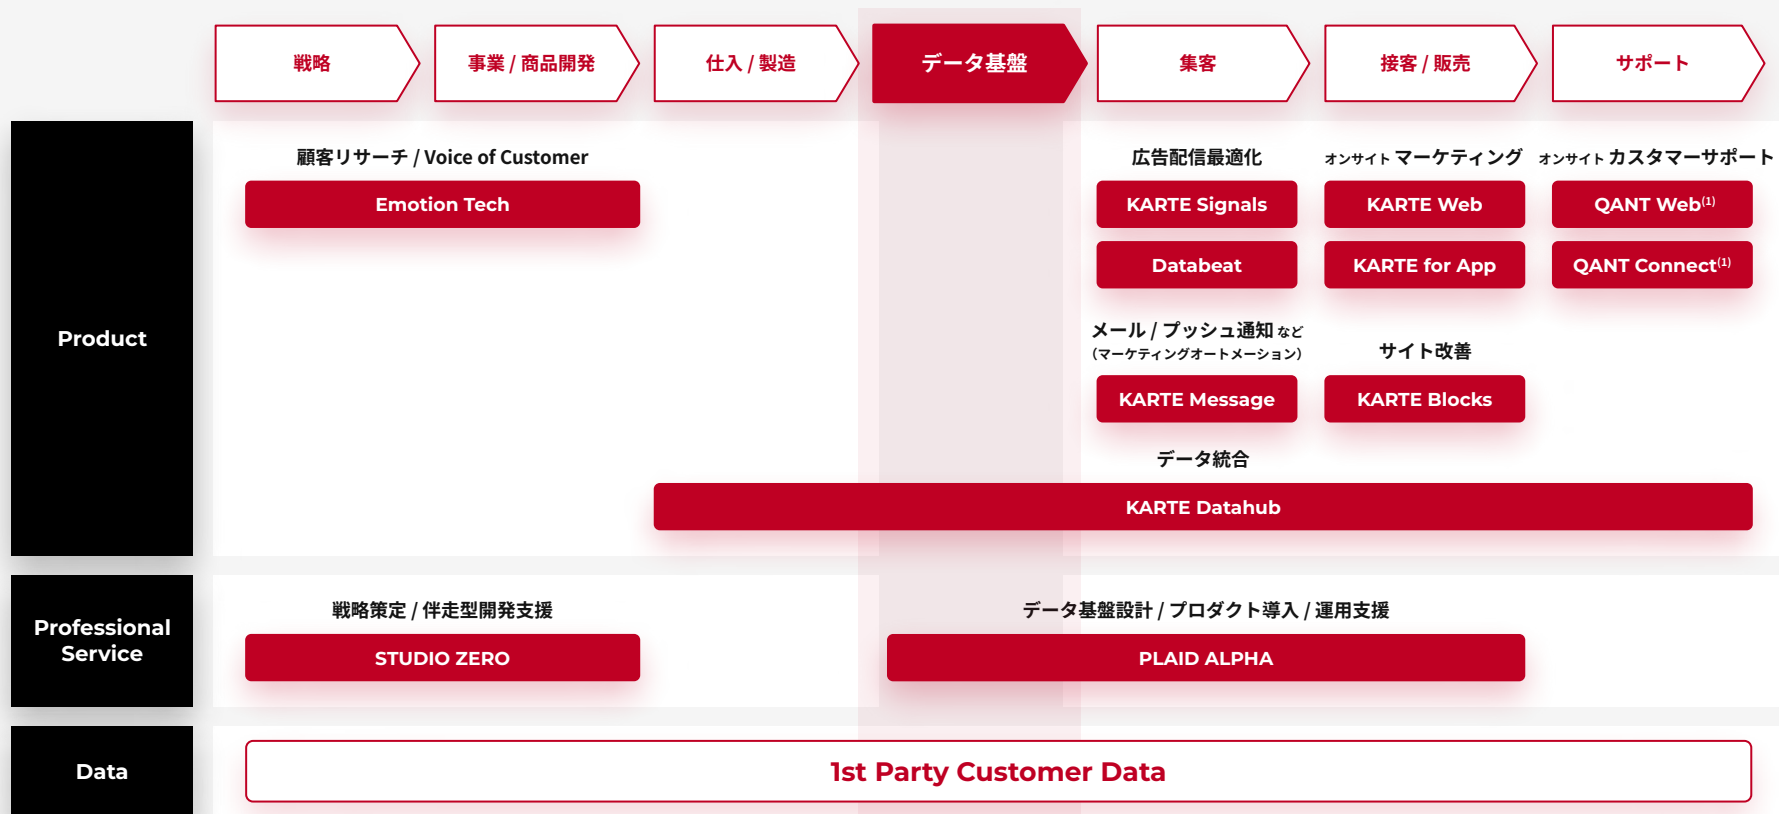 戦略
事業 / 商品開発
仕入 / 製造
データ基盤
集客
接客 / 販売
サポート
Product
顧客リサーチ / Voice of Customer
Emotion Tech
広告配信最適化
KARTE Signals
Databeat
オンサイト マーケティング
KARTE Web
KARTE for App
オンサイト カスタマーサポート
QANT Web(1)
QANT Connect(1)
メール / プッシュ通知 など
（マーケティングオートメーション）
KARTE Message
サイト改善
KARTE Blocks
データ統合
KARTE Datahub
Professional
Service
戦略策定 / 伴走型開発支援
STUDIO ZERO
データ基盤設計 / プロダクト導入 / 運用支援
PLAID ALPHA
Data
1st Party Customer Data